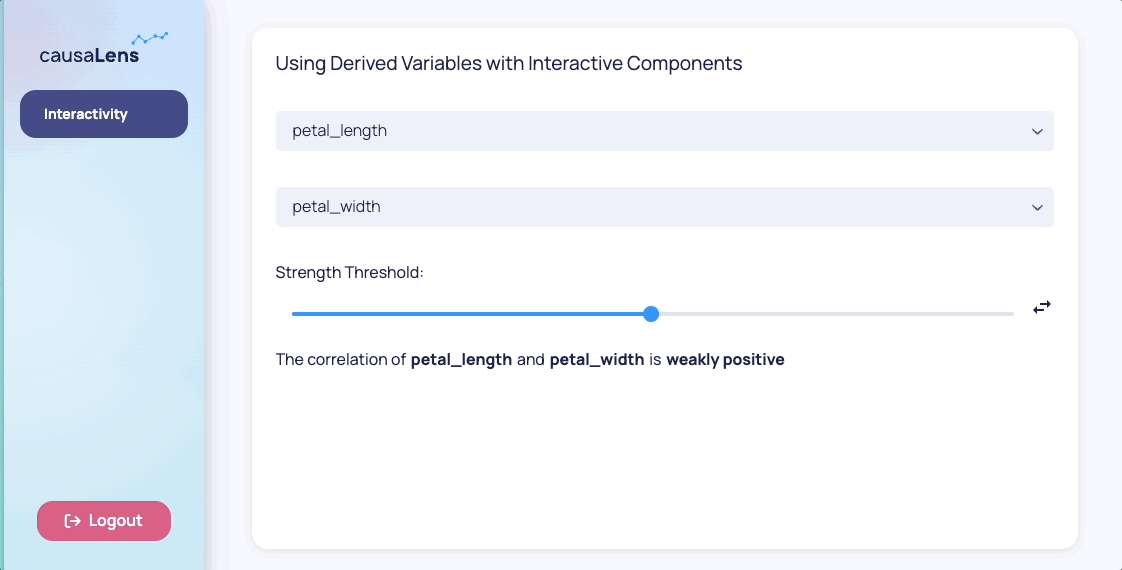 causaLens
Interactivity
Logout
Using Derived Variables with Interactive Components
petal_length
petal_width
Strength Threshold:
The correlation of petal_length and petal_width is weakly positive